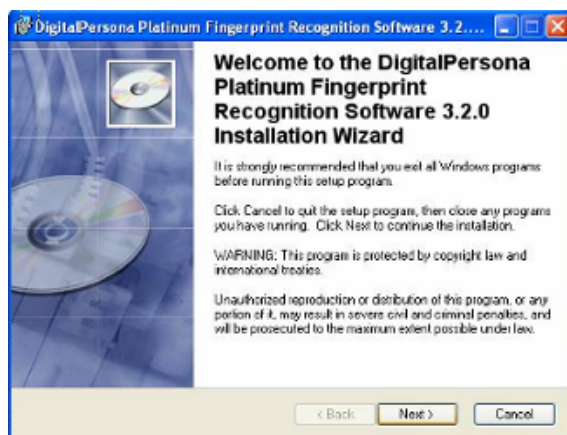 DigitalPersona Platinum Fingerprint Recognition Software 3.2....
Welcome to the DigitalPersona
Platinum Fingerprint
Recognition Software 3.2.0
Installation Wizard
It is strongly recommended that you exit all Windows programs
before running this setup program.
Click Cancel to quit the setup program, then close any programs
you have running. Click Next to continue the installation.
WARNING: This program is protected by copyright law and
international treaties.
Unauthorized reproduction or distribution of this program, or any
portion of it, may result in severe civil and criminal penalties, and
will be prosecuted to the maximum extent possible under law.
< Back Next > Cancel